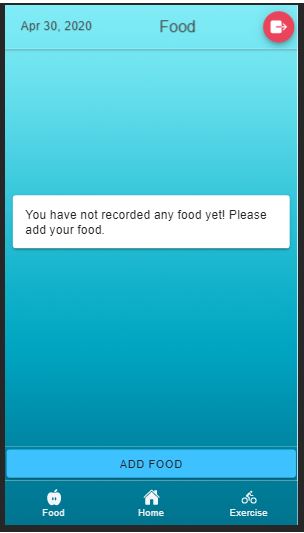 Apr 30, 2020 Food
You have not recorded any food yet! Please
add your food.
ADD FOOD
Food Home Exercise